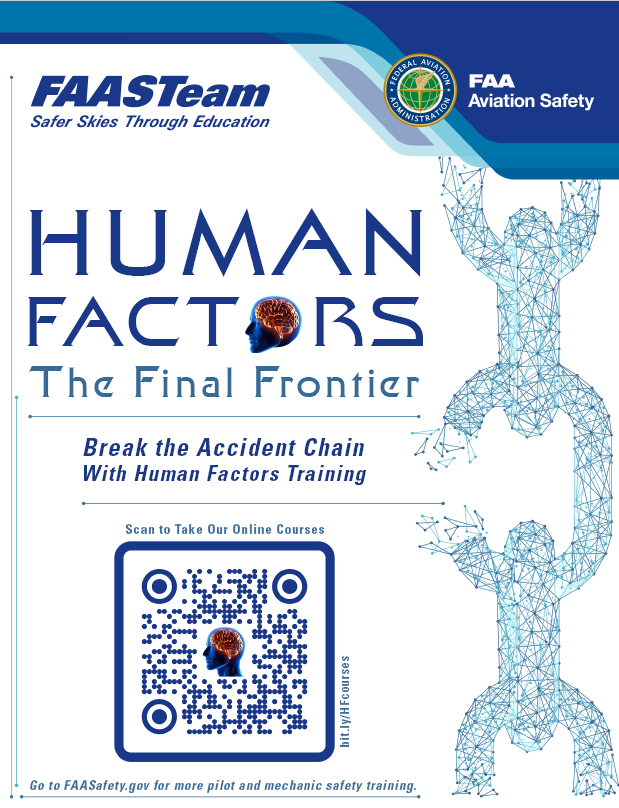 FAASTeam
Safer Skies Through Education
FEDERAL AVIATION
ADMINISTRATION
FAA
Aviation Safety
HUMAN
FACTORS
The Final Frontier
Break the Accident Chain
With Human Factors Training
Scan to Take Our Online Courses
bit.ly/HFcourses
Go to FAASafety.gov for more pilot and mechanic safety training.